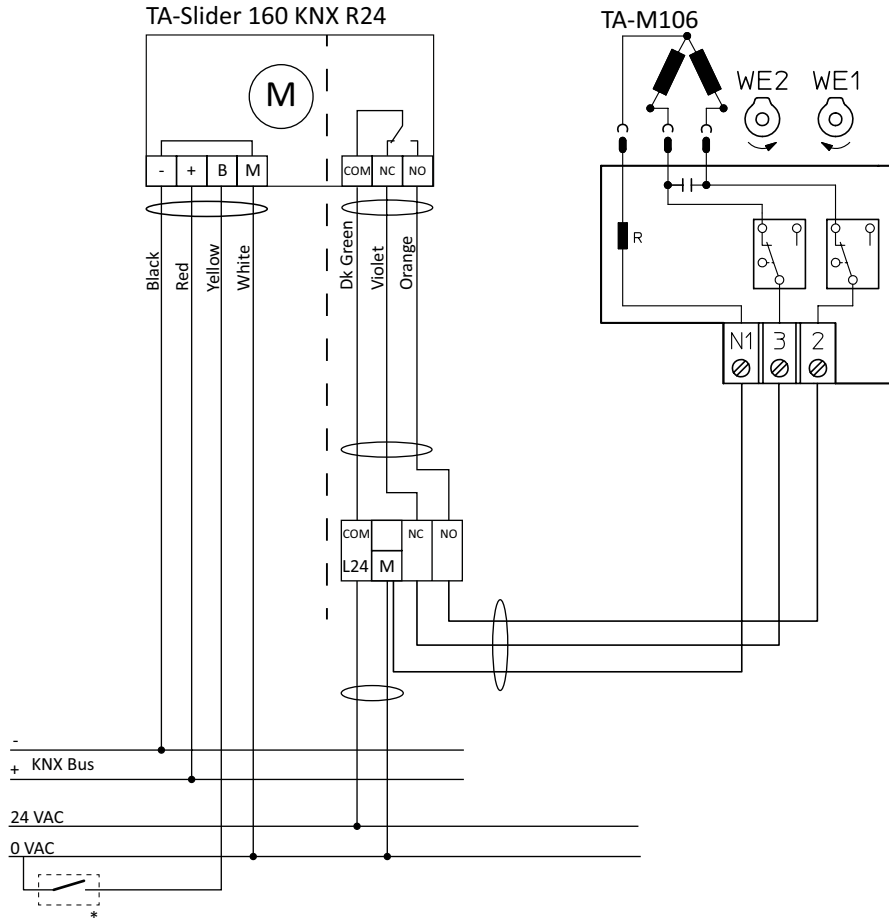 TA-Slider 160 KNX R24
TA-M106
M
WE2 WE1
- + B M
COM NC NO
R
Black
Red
Yellow
White
Dk Green
Violet
Orange
N1 3 2
COM NC NO
L24 M
-
+ KNX Bus
24 VAC
0 VAC
*